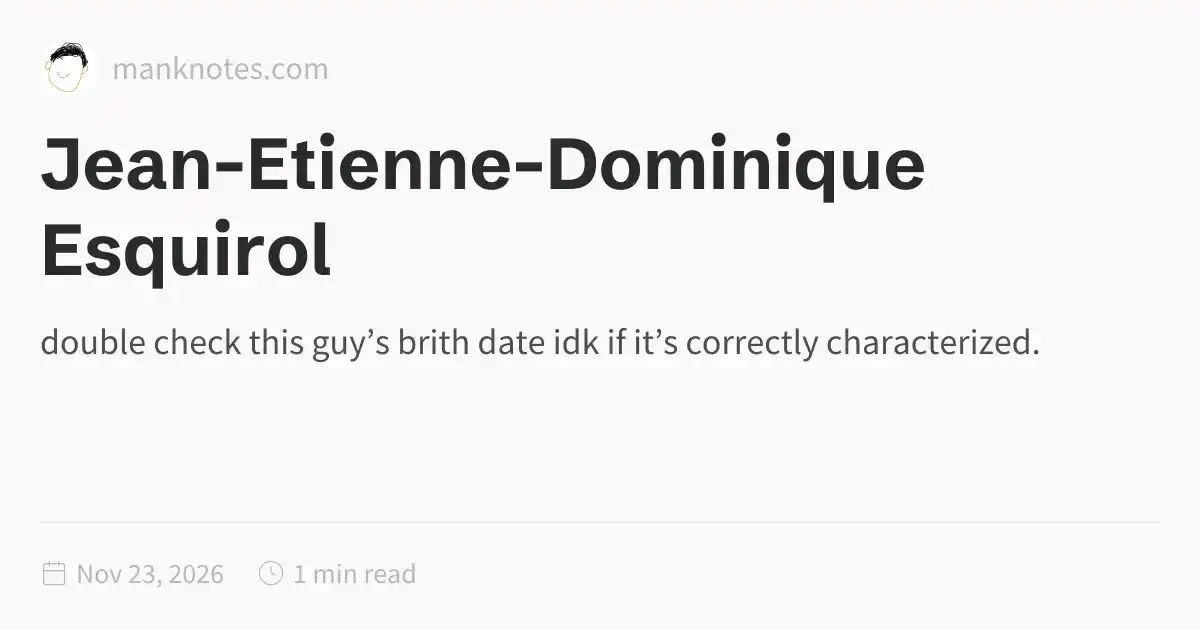 manknotes.com
Jean-Etienne-Dominique
Esquirol
double check this guy’s brith date idk if it’s correctly characterized.
Nov 23, 2026 1 min read